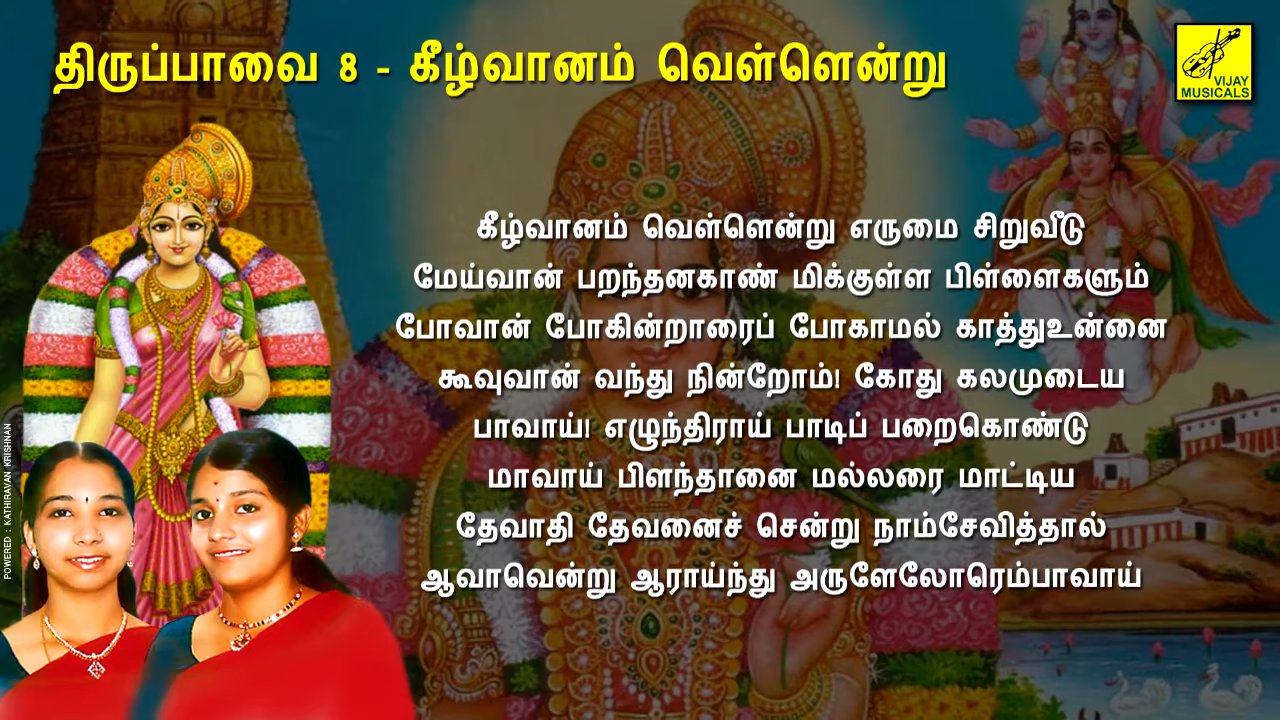 திருப்பாவை 8 - கீழ்வானம் வெள்ளென்று
VIJAY
MUSICALS
கீழ்வானம் வெள்ளென்று எருமை சிறுவீடு
மேய்வான் பறந்தனகாண் மிக்குள்ள பிள்ளைகளும்
போவான் போகின்றாரைப் போகாமல் காத்துஉன்னை
கூவுவான் வந்து நின்றோம்! கோது கலமுடைய
பாவாய்! எழுந்திராய் பாடிப் பறைகொண்டு
மாவாய் பிளந்தானை மல்லரை மாட்டிய
தேவாதி தேவனைச் சென்று நாம்சேவித்தால்
ஆவாவென்று ஆராய்ந்து அருளேலோரெம்பாவாய்
POWERED : KATHIRAVAN KRISHNAN